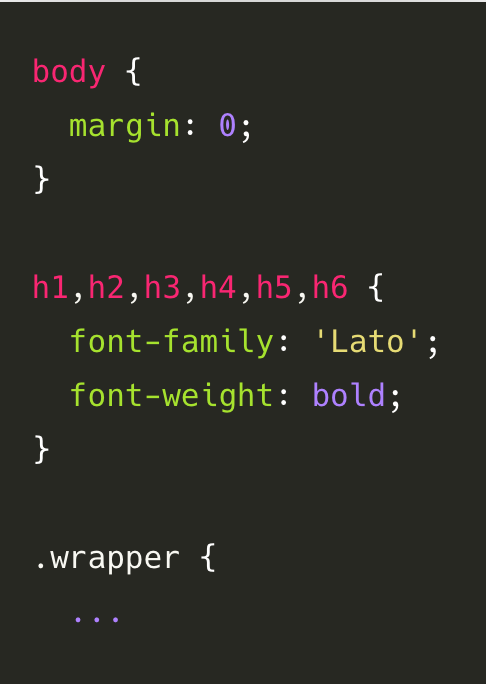 body {
  margin: 0;
}

h1,h2,h3,h4,h5,h6 {
  font-family: 'Lato';
  font-weight: bold;
}

.wrapper {
  ...